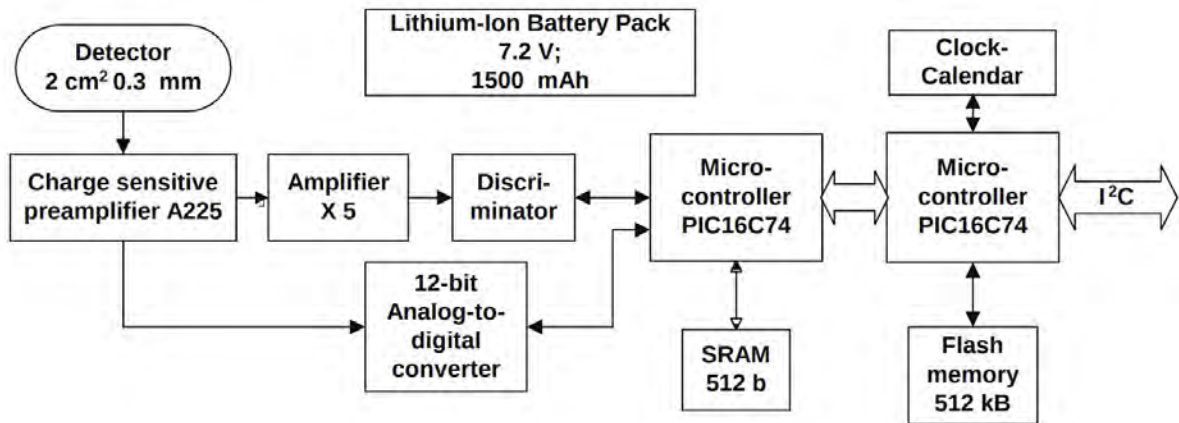 Detector
2 cm² 0.3 mm
Lithium-Ion Battery Pack
7.2 V;
1500 mAh
Clock-
Calendar
Charge sensitive
preamplifier A225
Amplifier
X 5
Discri-
minator
Micro-
controller
PIC16C74
Micro-
controller
PIC16C74
I²C
12-bit
Analog-to-
digital
converter
SRAM
512 b
Flash
memory
512 kB